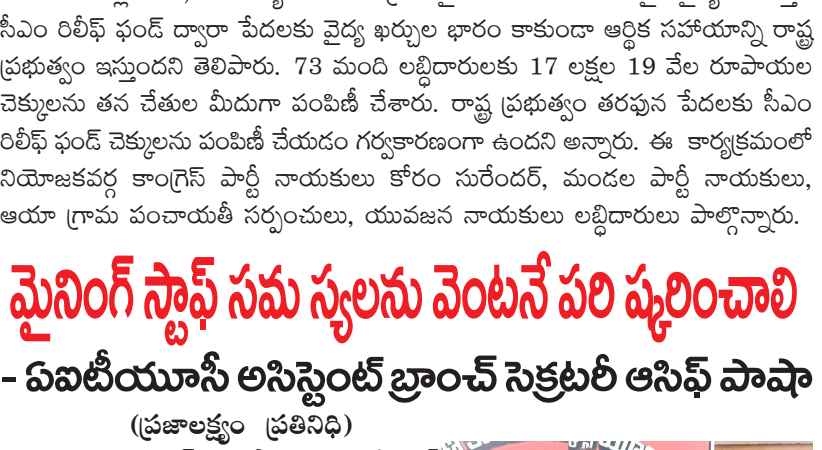 సీఎం రిలీఫ్ ఫండ్ ద్వారా పేదలకు వైద్య ఖర్చుల భారం కాకుండా ఆర్థిక సహాయాన్ని రాష్ట్ర
ప్రభుత్వం ఇస్తుందని తెలిపారు. 73 మంది లబ్ధిదారులకు 17 లక్షల 19 వేల రూపాయల
చెక్కులను తన చేతుల మీదుగా పంపిణీ చేశారు. రాష్ట్ర ప్రభుత్వం తరఫున పేదలకు సీఎం
రిలీఫ్ ఫండ్ చెక్కులను పంపిణీ చేయడం గర్వకారణంగా ఉందని అన్నారు. ఈ కార్యక్రమంలో
నియోజకవర్గ కాంగ్రెస్ పార్టీ నాయకులు కోరం సురేందర్, మండల పార్టీ నాయకులు,
ఆయా గ్రామ పంచాయతీ సర్పంచులు, యువజన నాయకులు లబ్ధిదారులు పాల్గొన్నారు.
మైనింగ్ స్టాఫ్ సమ స్యలను వెంటనే పరి ష్కరించాలి
- ఏఐటీయూసీ అసిస్టెంట్ బ్రాంచ్ సెక్రటరీ ఆసిఫ్ పాషా
(ప్రజాలక్ష్యం ప్రతినిధి)